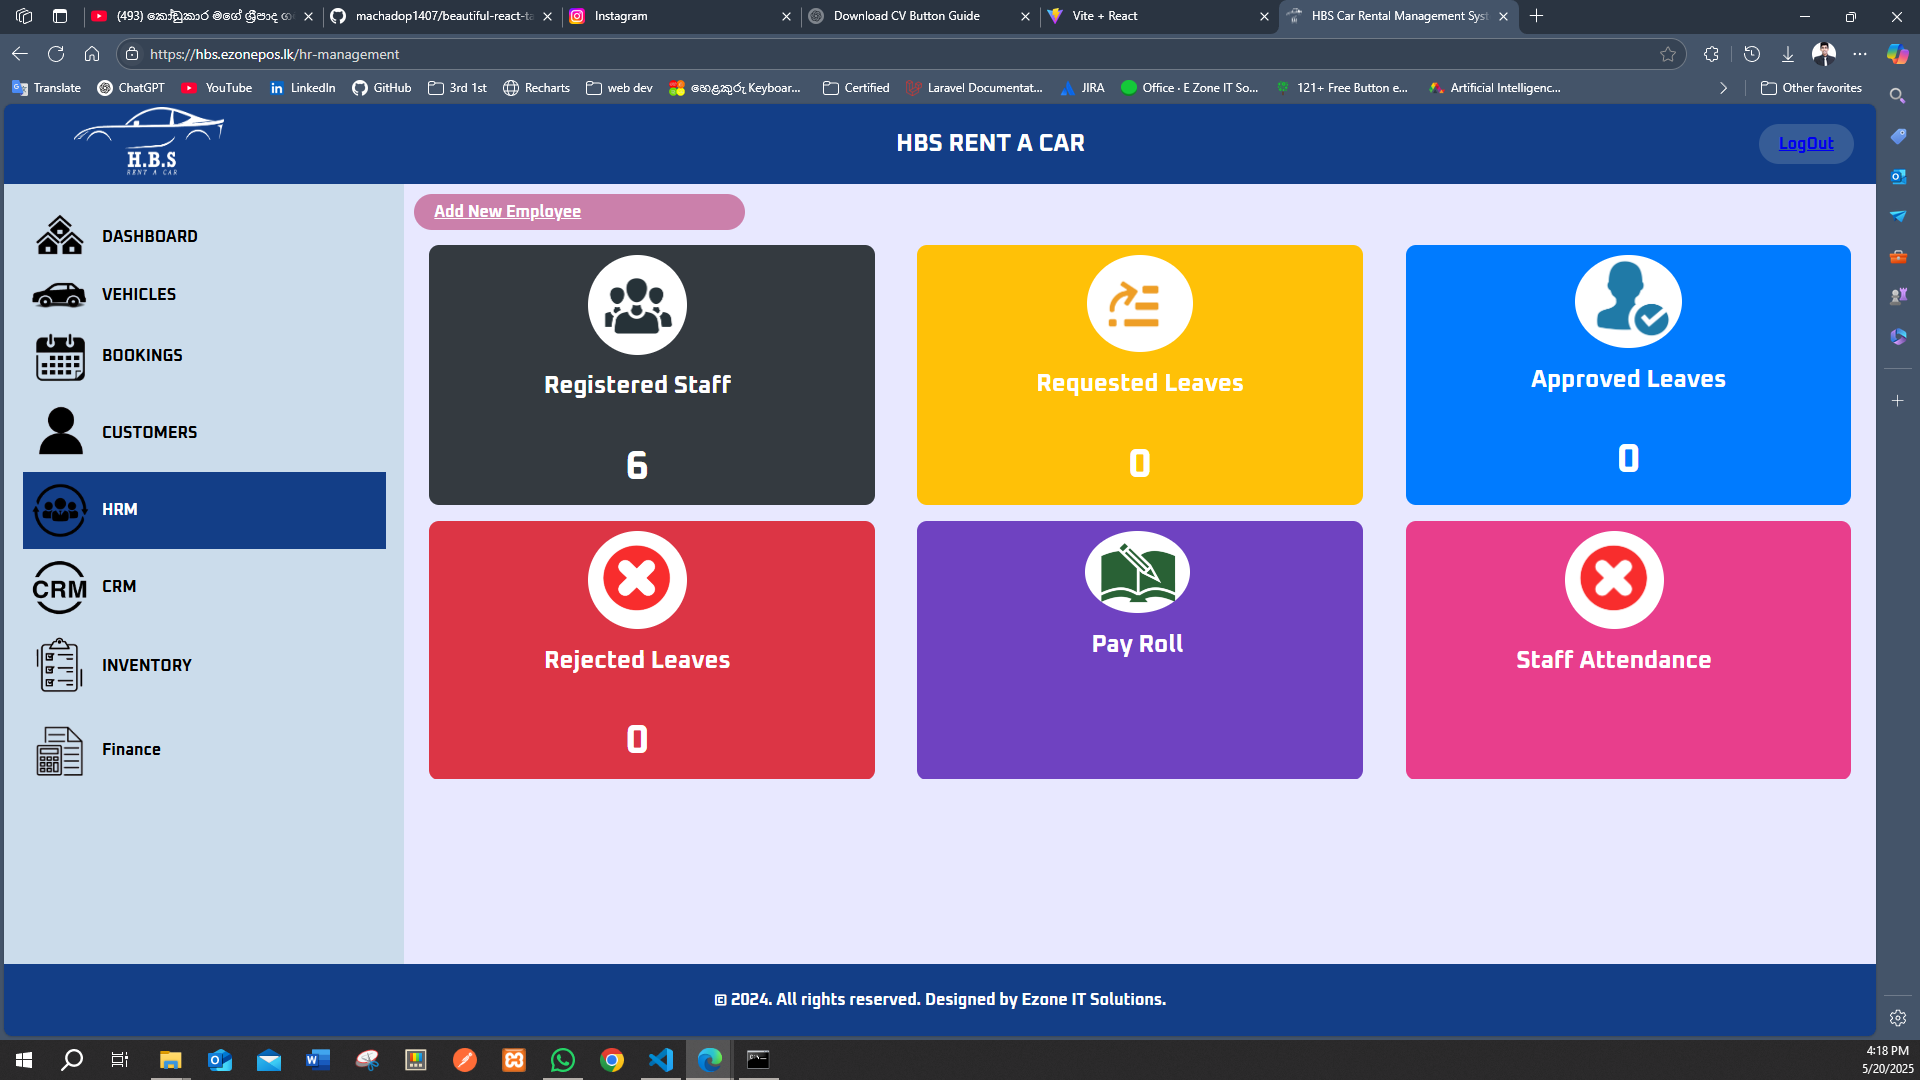 (493) කෝඩුකාර මගේ ශ්‍රීපාද ග
machadop1407/beautiful-react-ta
Instagram
Download CV Button Guide
Vite + React
HBS Car Rental Management Syst
https://hbs.ezonepos.lk/hr-management
Translate
ChatGPT
YouTube
LinkedIn
GitHub
3rd 1st
Recharts
web dev
හෙළකුරු Keyboar...
Certified
Laravel Documentat...
JIRA
Office - E Zone IT So...
121+ Free Button e...
Artificial Intelligenc...
Other favorites
H.B.S
RENT A CAR
HBS RENT A CAR
LogOut
DASHBOARD
VEHICLES
BOOKINGS
CUSTOMERS
HRM
CRM
CRM
INVENTORY
Finance
Add New Employee
Registered Staff
6
Requested Leaves
0
Approved Leaves
0
Rejected Leaves
0
Pay Roll
Staff Attendance
© 2024. All rights reserved. Designed by Ezone IT Solutions.
4:18 PM
5/20/2025